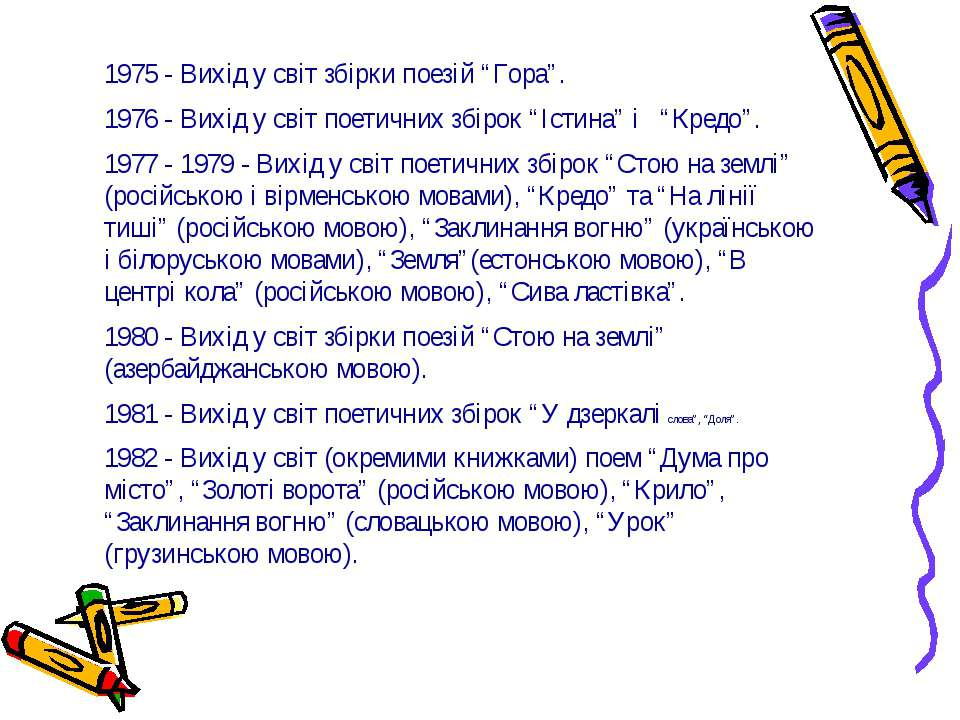 1975 - Вихід у світ збірки поезій “Гора”.
1976 - Вихід у світ поетичних збірок “Істина” і “Кредо”.
1977 - 1979 - Вихід у світ поетичних збірок “Стою на землі”
(російською і вірменською мовами), “Кредо” та “На лінії
тиші” (російською мовою), “Заклинання вогню” (українською
і білоруською мовами), “Земля”(естонською мовою), “В
центрі кола” (російською мовою), “Сива ластівка”.
1980 - Вихід у світ збірки поезій “Стою на землі”
(азербайджанською мовою).
1981 - Вихід у світ поетичних збірок “У дзеркалі слова”, “Доля”.
1982 - Вихід у світ (окремими книжками) поем “Дума про
місто”, “Золоті ворота” (російською мовою), “Крило”,
“Заклинання вогню” (словацькою мовою), “Урок”
(грузинською мовою).